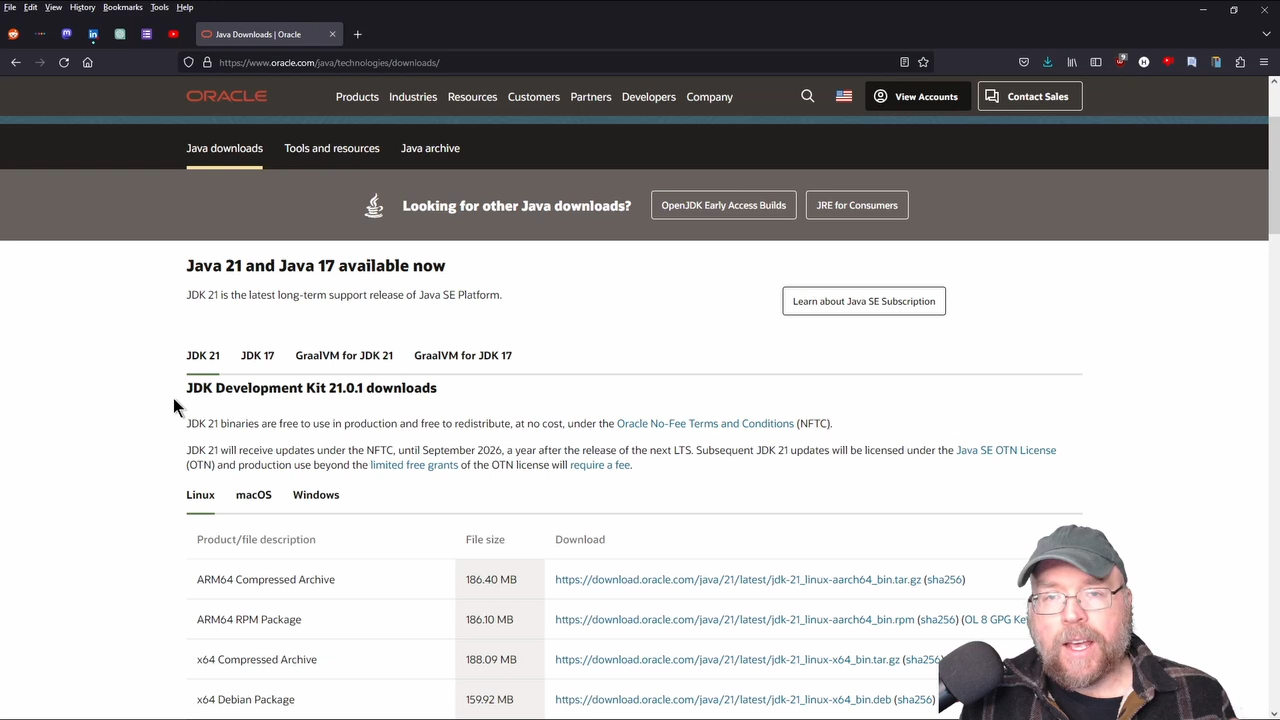 File Edit View History Bookmarks Tools Help
Java Downloads | Oracle
https://www.oracle.com/java/technologies/downloads/
ORACLE Products Industries Resources Customers Partners Developers Company View Accounts Contact Sales
Java downloads Tools and resources Java archive
Looking for other Java downloads? OpenJDK Early Access Builds JRE for Consumers
Java 21 and Java 17 available now
JDK 21 is the latest long-term support release of Java SE Platform.
Learn about Java SE Subscription
JDK 21 JDK 17 GraalVM for JDK 21 GraalVM for JDK 17
JDK Development Kit 21.0.1 downloads
JDK 21 binaries are free to use in production and free to redistribute, at no cost, under the Oracle No-Fee Terms and Conditions (NFTC).
JDK 21 will receive updates under the NFTC, until September 2026, a year after the release of the next LTS. Subsequent JDK 21 updates will be licensed under the Java SE OTN License
(OTN) and production use beyond the limited free grants of the OTN license will require a fee.
Linux macOS Windows
Product/file description File size Download
ARM64 Compressed Archive 186.40 MB https://download.oracle.com/java/21/latest/jdk-21_linux-aarch64_bin.tar.gz (sha256)
ARM64 RPM Package 186.10 MB https://download.oracle.com/java/21/latest/jdk-21_linux-aarch64_bin.rpm (sha256) (OL 8 GPG
x64 Compressed Archive 188.09 MB https://download.oracle.com/java/21/latest/jdk-21_linux-x64_bin.tar.gz (sha256)
x64 Debian Package 159.92 MB https://download.oracle.com/java/21/latest/jdk-21_linux-x64_bin.deb (sha256)